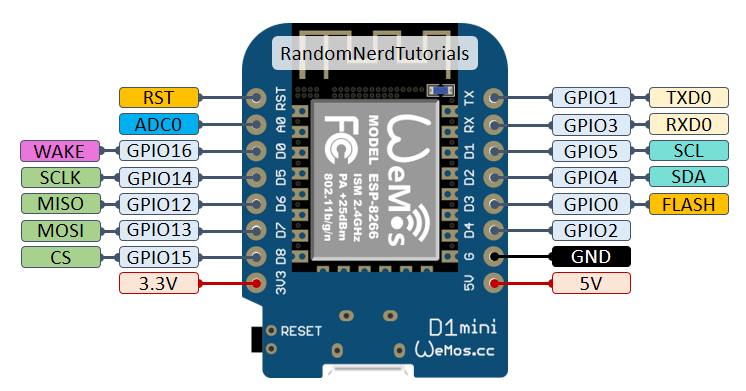 RandomNerdTutorials
RST RST TX GPIO1 TXD0
ADC0 A0 RX GPIO3 RXD0
WAKE GPIO16 D0 D1 GPIO5 SCL
SCLK GPIO14 D5 D2 GPIO4 SDA
MISO GPIO12 D6 D3 GPIO0 FLASH
MOSI GPIO13 D7 D4 GPIO2
CS GPIO15 D8 G GND
3.3V 3V3 5V 5V
WeMos
FC
MODEL ESP-8266
ISM 2.4GHz
PA +25dBm
802.11b/g/n
RESET
D1mini
WeMos.cc